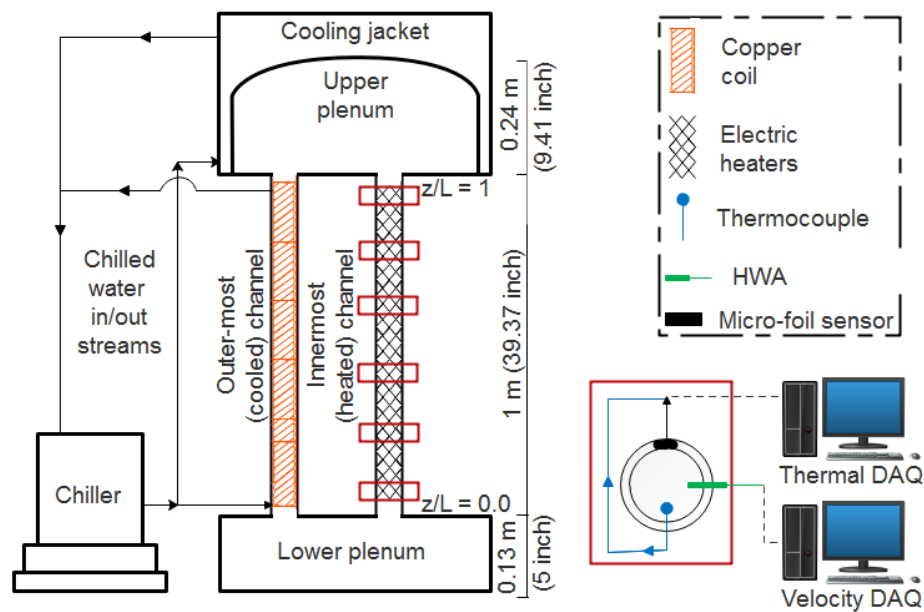 Cooling jacket
Upper
plenum
0.24 m
(9.41 inch)
z/L = 1
Chilled
water
in/out
streams
Outer-most
(cooled) channel
Innermost
(heated) channel
1 m (39.37 inch)
z/L = 0.0
Chiller
Lower plenum
0.13 m
(5 inch)
Copper
coil
Electric
heaters
Thermocouple
HWA
Micro-foil sensor
Thermal DAQ
Velocity DAQ